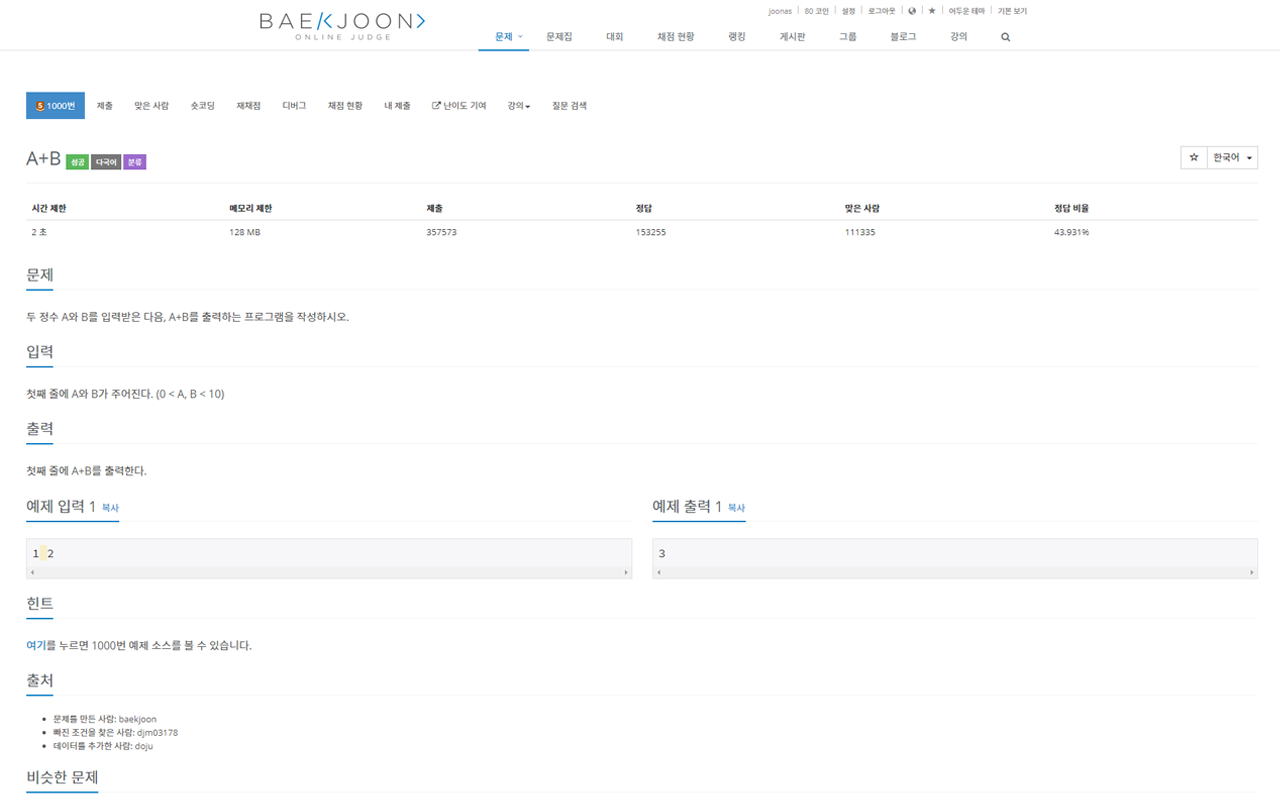 BAEKJOON>
ONLINE JUDGE
joonas | 80 코인 | 설정 | 로그아웃 | | ★ | 어두운 테마 | 기본 보기
문제 문제집 대회 채점 현황 랭킹 게시판 그룹 블로그 강의
5 1000번 제출 맞은 사람 숏코딩 재채점 디버그 채점 현황 내 제출 난이도 기여 강의 질문 검색
A+B 성공 다국어 분류
☆ 한국어
시간 제한 메모리 제한 제출 정답 맞은 사람 정답 비율
2 초 128 MB 357573 153255 111335 43.931%
문제
두 정수 A와 B를 입력받은 다음, A+B를 출력하는 프로그램을 작성하시오.
입력
첫째 줄에 A와 B가 주어진다. (0 < A, B < 10)
출력
첫째 줄에 A+B를 출력한다.
예제 입력 1 복사
예제 출력 1 복사
1 2
3
힌트
여기를 누르면 1000번 예제 소스를 볼 수 있습니다.
출처
• 문제를 만든 사람: baekjoon
• 빠진 조건을 찾은 사람: djm03178
• 데이터를 추가한 사람: doju
비슷한 문제